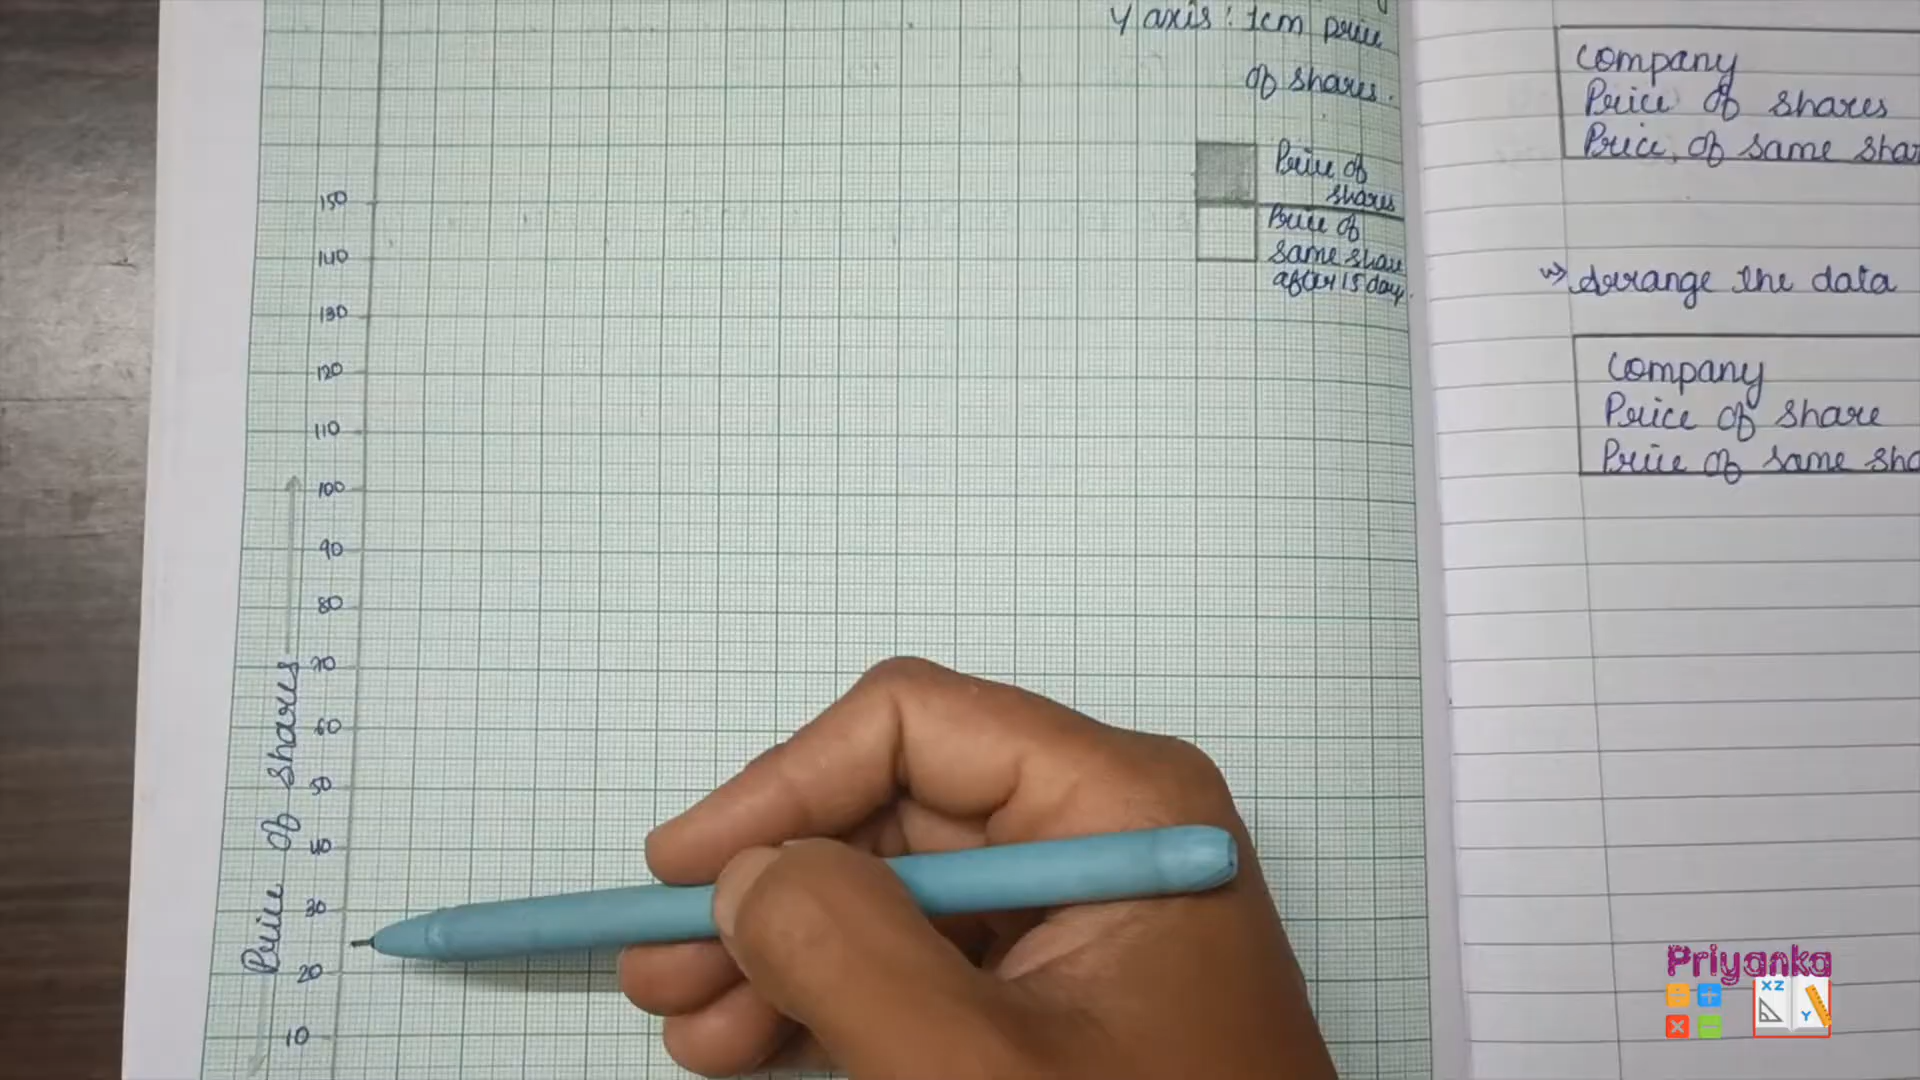 Y axis : 1cm price
of shares.
Price of
shares
Price of
same share
after 15 days.
150
140
130
120
110
100
90
80
70
60
50
40
30
20
10
Price of shares
company
Price of shares
Price of same shar
Arrange the data
company
Price of share
Price of same sha
Priyanka
XZ
Y